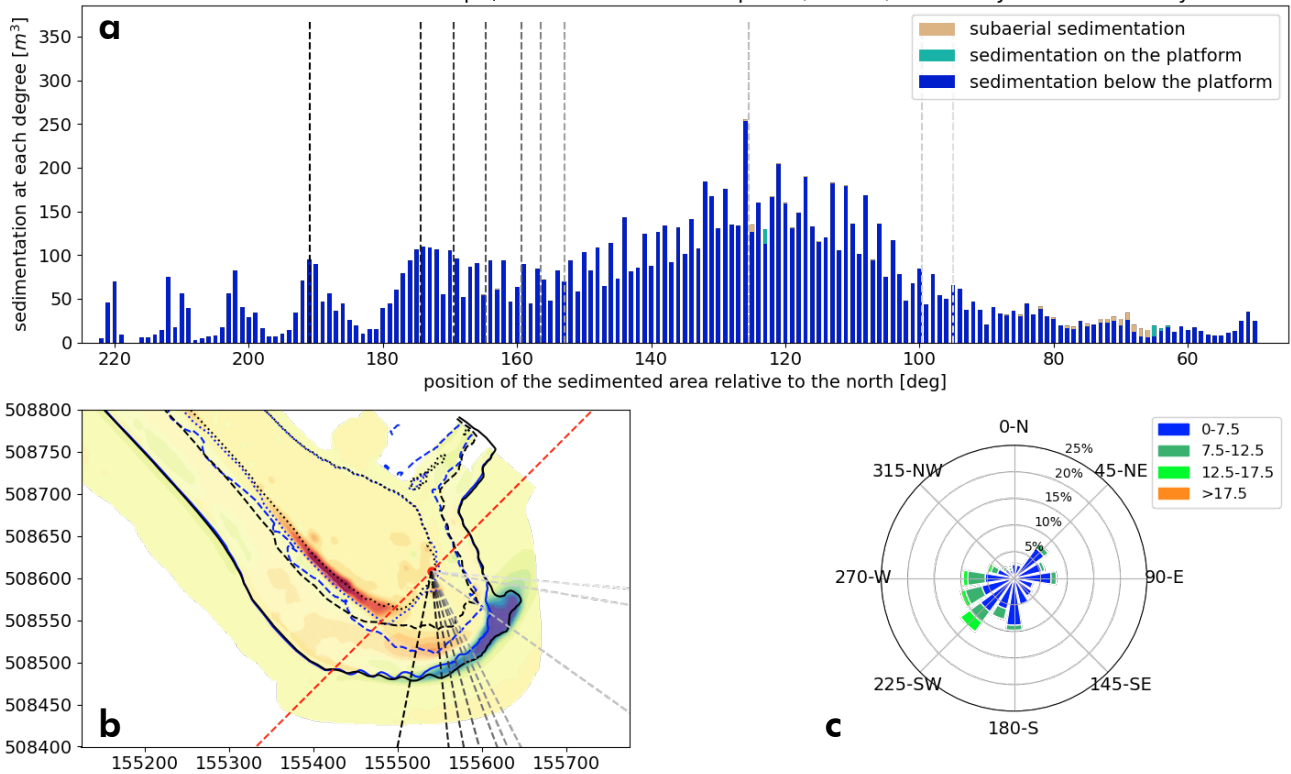 a
350
300
250
200
150
100
50
0
sedimentation at each degree [m³]
subaerial sedimentation
sedimentation on the platform
sedimentation below the platform
220 200 180 160 140 120 100 80 60
position of the sedimented area relative to the north [deg]
508800
508750
508700
508650
508600
508550
508500
508450
508400
b
155200 155300 155400 155500 155600 155700
0-N
25%
20%
15%
10%
5%
315-NW 45-NE
270-W 90-E
225-SW 145-SE
180-S
c
0-7.5
7.5-12.5
12.5-17.5
>17.5